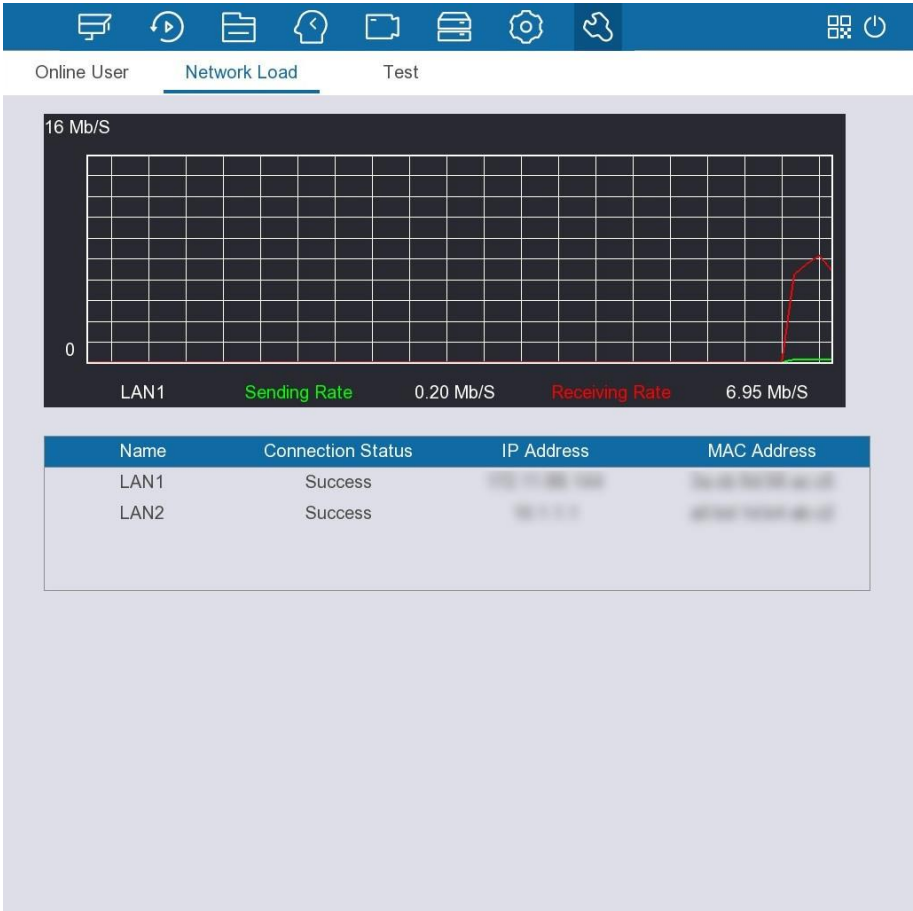 Online User Network Load Test
16 Mb/S
0
LAN1 Sending Rate 0.20 Mb/S Receiving Rate 6.95 Mb/S
Name Connection Status IP Address MAC Address
LAN1 Success
LAN2 Success